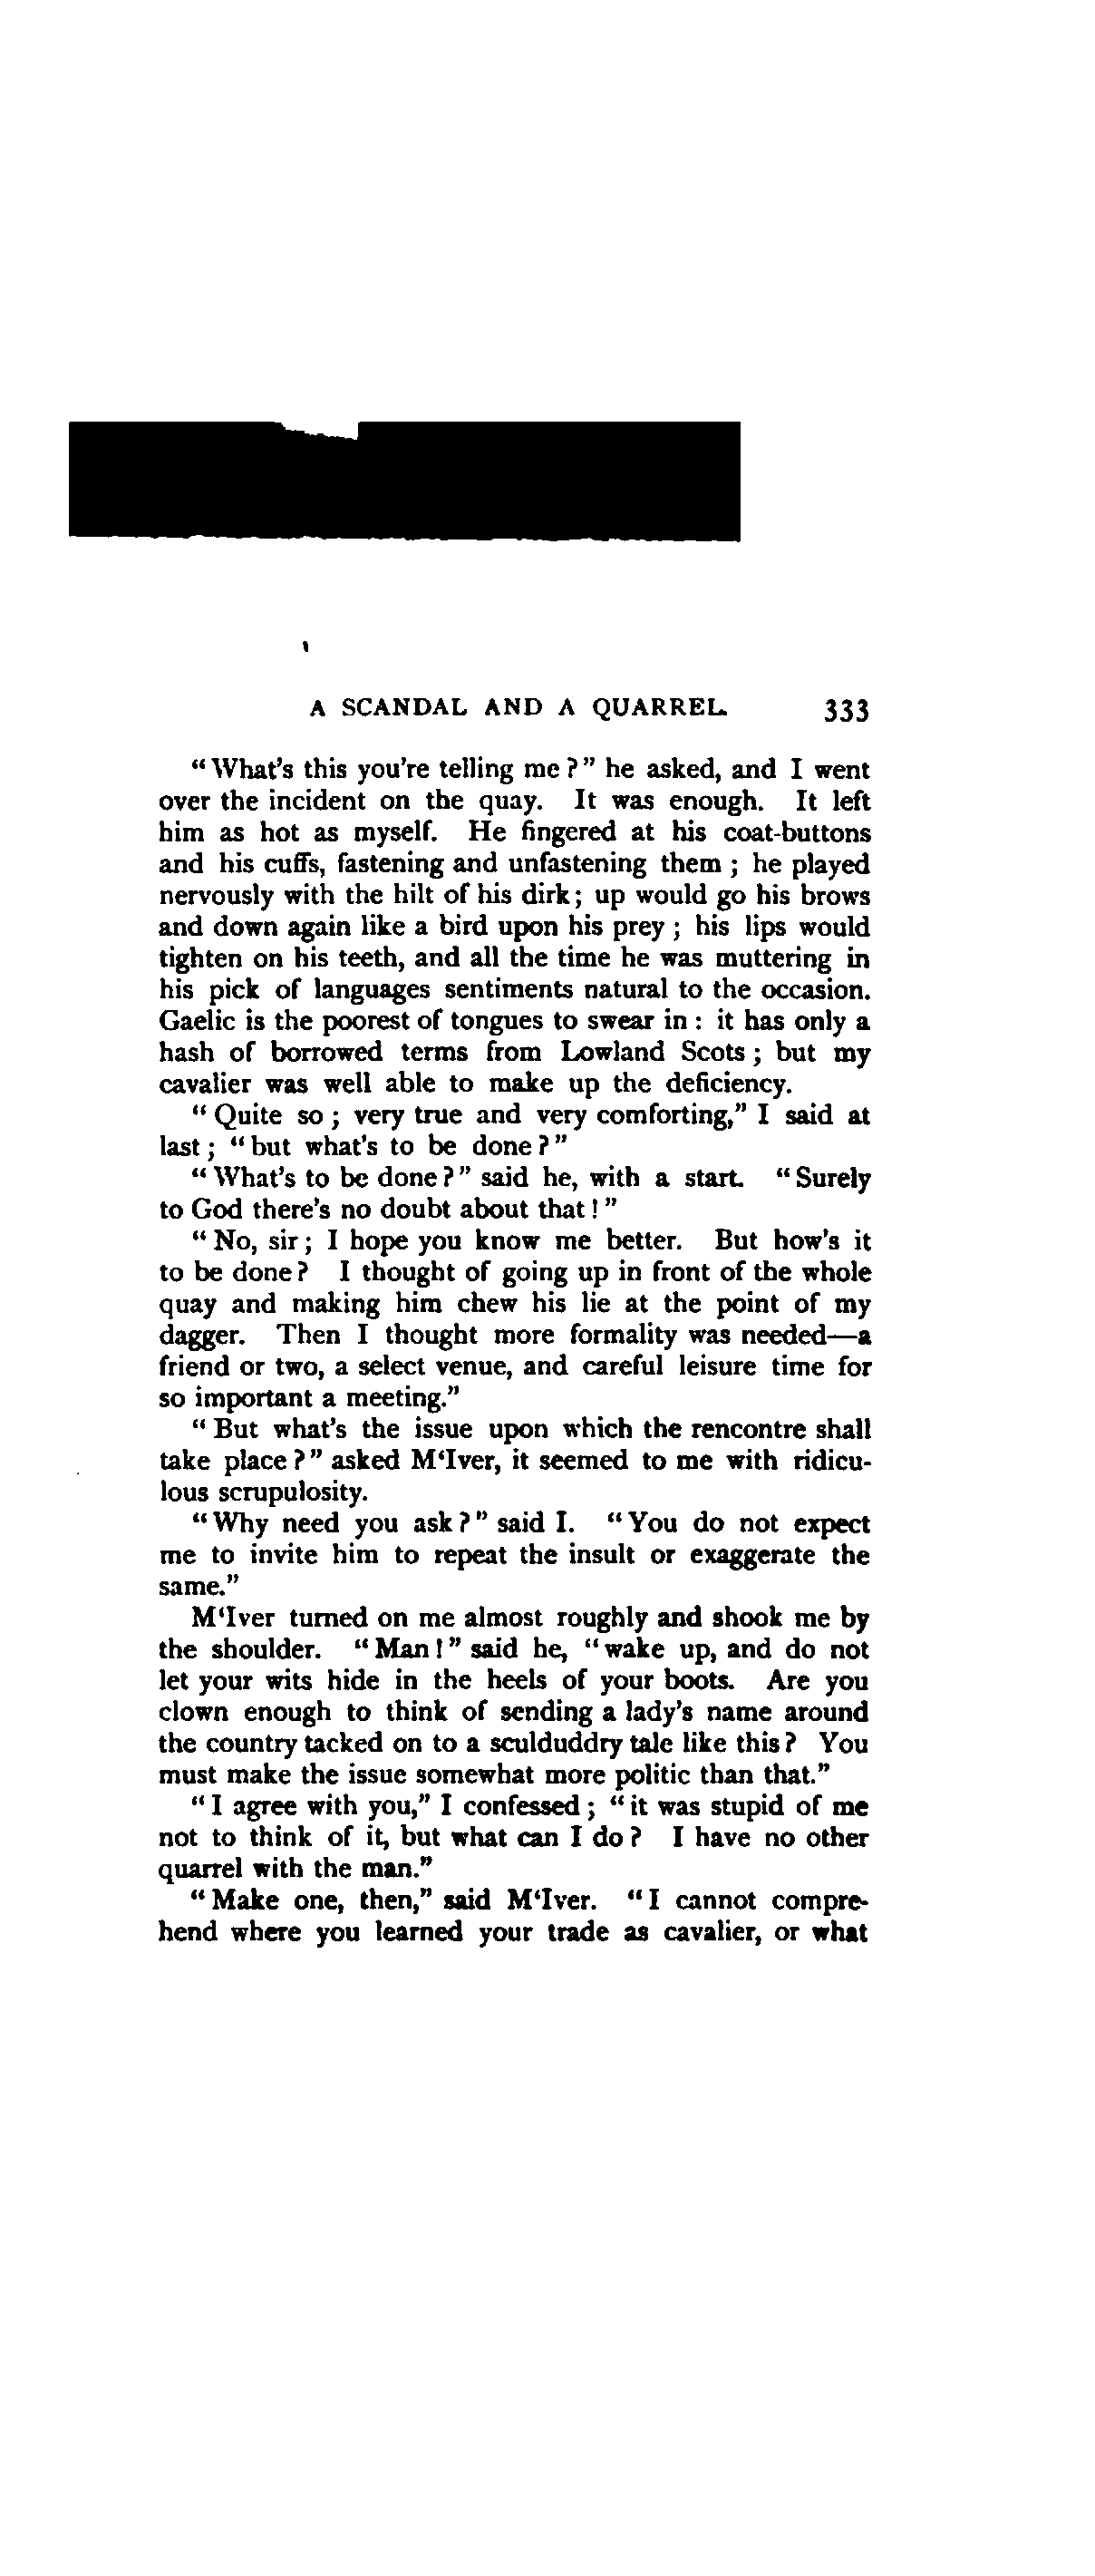 A SCANDAL AND A QUARREL. 333
"What's this you're telling me?" he asked, and I went
over the incident on the quay. It was enough. It left
him as hot as myself. He fingered at his coat-buttons
and his cuffs, fastening and unfastening them; he played
nervously with the hilt of his dirk; up would go his brows
and down again like a bird upon his prey; his lips would
tighten on his teeth, and all the time he was muttering in
his pick of languages sentiments natural to the occasion.
Gaelic is the poorest of tongues to swear in: it has only a
hash of borrowed terms from Lowland Scots; but my
cavalier was well able to make up the deficiency.
"Quite so; very true and very comforting," I said at
last; "but what's to be done?"
"What's to be done?" said he, with a start. "Surely
to God there's no doubt about that!"
"No, sir; I hope you know me better. But how's it
to be done? I thought of going up in front of the whole
quay and making him chew his lie at the point of my
dagger. Then I thought more formality was needed—a
friend or two, a select venue, and careful leisure time for
so important a meeting."
"But what's the issue upon which the rencontre shall
take place?" asked M‘Iver, it seemed to me with ridicu-
lous scrupulosity.
"Why need you ask?" said I. "You do not expect
me to invite him to repeat the insult or exaggerate the
same."
M‘Iver turned on me almost roughly and shook me by
the shoulder. "Man!" said he, "wake up, and do not
let your wits hide in the heels of your boots. Are you
clown enough to think of sending a lady's name around
the country tacked on to a sculduddry tale like this? You
must make the issue somewhat more politic than that."
"I agree with you," I confessed; "it was stupid of me
not to think of it, but what can I do? I have no other
quarrel with the man."
"Make one, then," said M‘Iver. "I cannot compre-
hend where you learned your trade as cavalier, or what